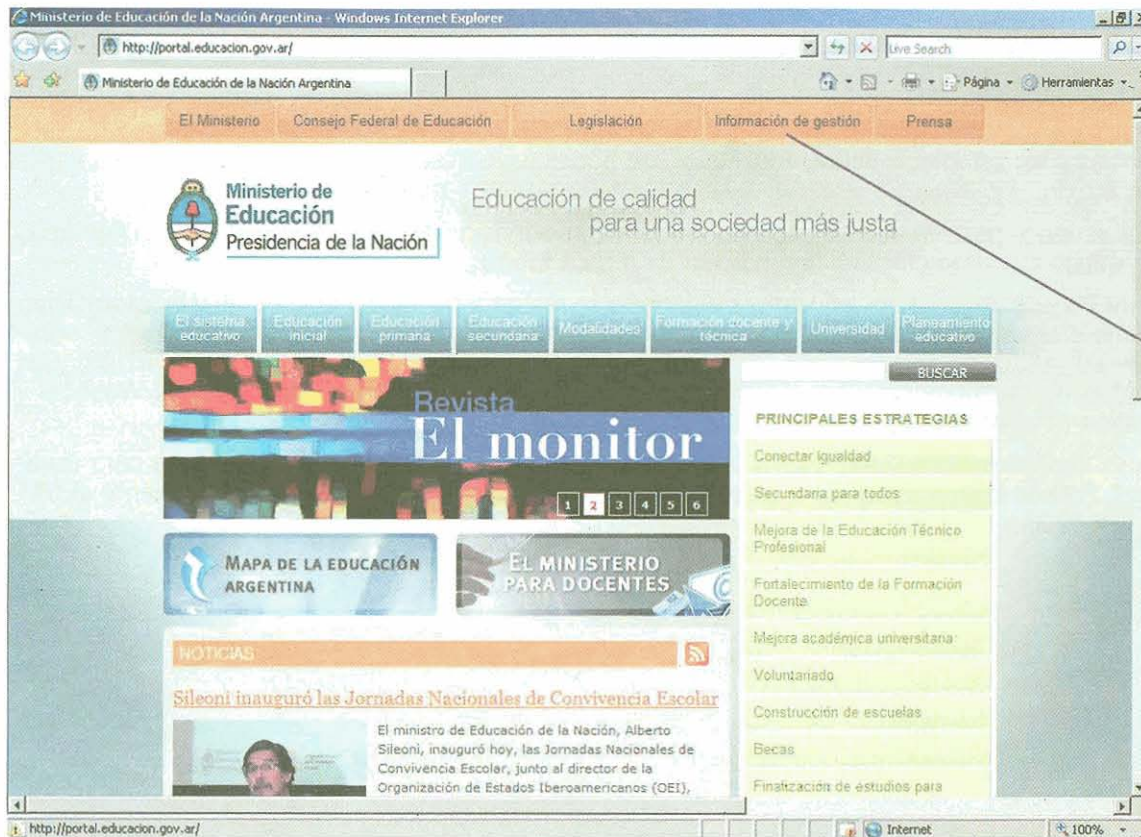 Ministerio de Educación de la Nación Argentina - Windows Internet Explorer
http://portal.educacion.gov.ar/
Live Search
Ministerio de Educación de la Nación Argentina
Página
Herramientas
El Ministerio
Consejo Federal de Educación
Legislación
Información de gestión
Prensa
Ministerio de
Educación
Presidencia de la Nación
Educación de calidad
para una sociedad más justa
El sistema
educativo
Educación
inicial
Educación
primaria
Educación
secundaria
Modalidades
Formación docente y
técnica
Universidad
Planeamiento
educativo
Revista
El monitor
1 2 3 4 5 6
BUSCAR
PRINCIPALES ESTRATEGIAS
Conectar Igualdad
Secundaria para todos
Mejora de la Educación Técnico
Profesional
Fortalecimiento de la Formación
Docente
Mejora académica universitaria
Voluntariado
Construcción de escuelas
Becas
Finalización de estudios para
MAPA DE LA EDUCACIÓN
ARGENTINA
EL MINISTERIO
PARA DOCENTES
NOTICIAS
Sileoni inauguró las Jornadas Nacionales de Convivencia Escolar
El ministro de Educación de la Nación, Alberto
Sileoni, inauguró hoy, las Jornadas Nacionales de
Convivencia Escolar, junto al director de la
Organización de Estados Iberoamericanos (OEI),
http://portal.educacion.gov.ar/
Internet
100%